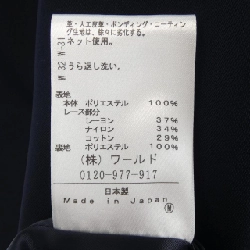 ネット使用。
うら返し洗い。
表地
本体 ポリエステル 100%
レース部分
レーヨン 37%
ナイロン 34%
コットン 29%
裏地 ポリエステル 100%
(株) ワールド
0120-977-917
日本製
Made in Japan
M